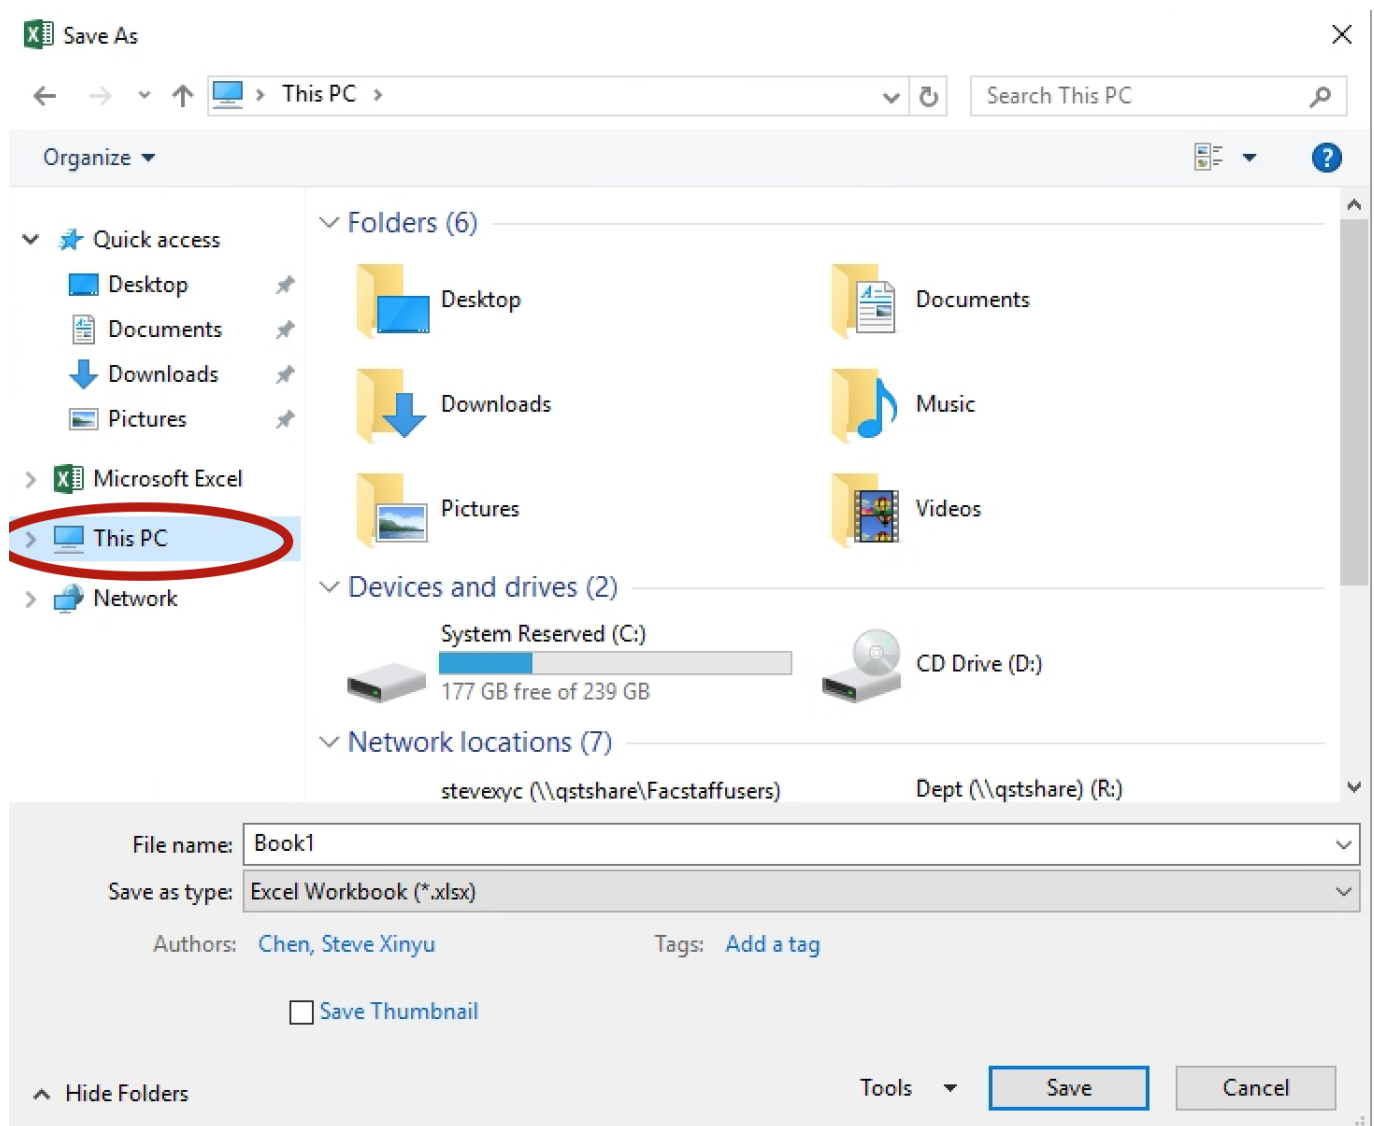 Save As
This PC
Search This PC
Organize
Quick access
Desktop
Documents
Downloads
Pictures
Microsoft Excel
This PC
Network
Folders (6)
Desktop
Documents
Downloads
Music
Pictures
Videos
Devices and drives (2)
System Reserved (C:)
177 GB free of 239 GB
CD Drive (D:)
Network locations (7)
stevexyc (\\qstshare\Facstaffusers)
Dept (\\qstshare) (R:)
File name: Book1
Save as type: Excel Workbook (*.xlsx)
Authors: Chen, Steve Xinyu
Tags: Add a tag
Save Thumbnail
Hide Folders
Tools
Save
Cancel